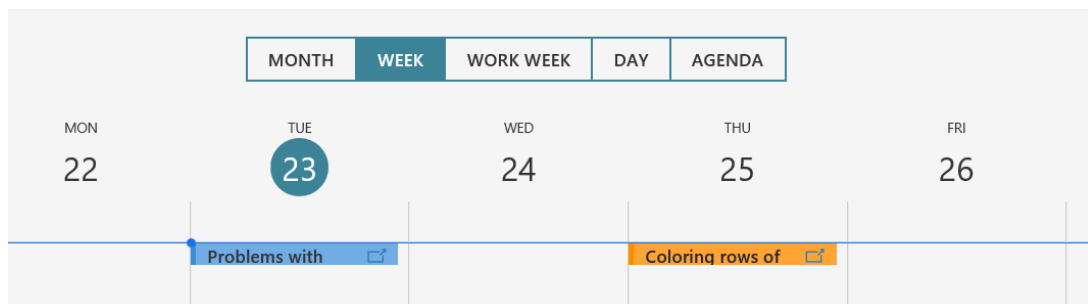 MONTH WEEK WORK WEEK DAY AGENDA
MON TUE WED THU FRI
22 23 24 25 26
Problems with Coloring rows of